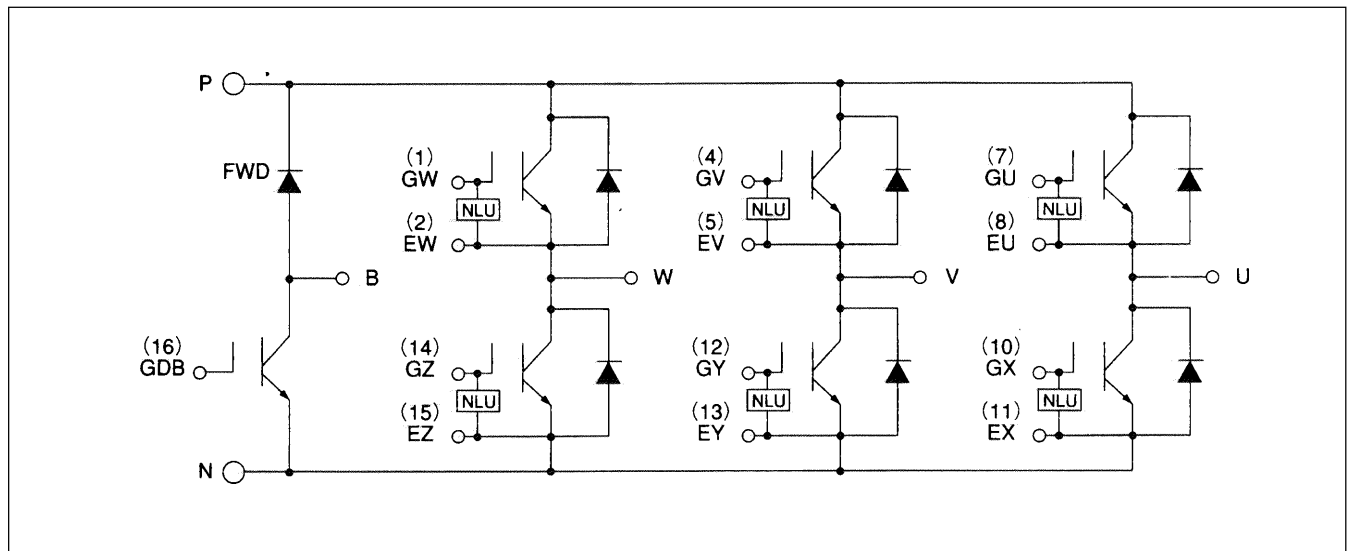 P
FWD
(1)
GW
NLU
(2)
EW
(4)
GV
NLU
(5)
EV
(7)
GU
NLU
(8)
EU
B
W
V
U
(16)
GDB
(14)
GZ
NLU
(15)
EZ
(12)
GY
NLU
(13)
EY
(10)
GX
NLU
(11)
EX
N